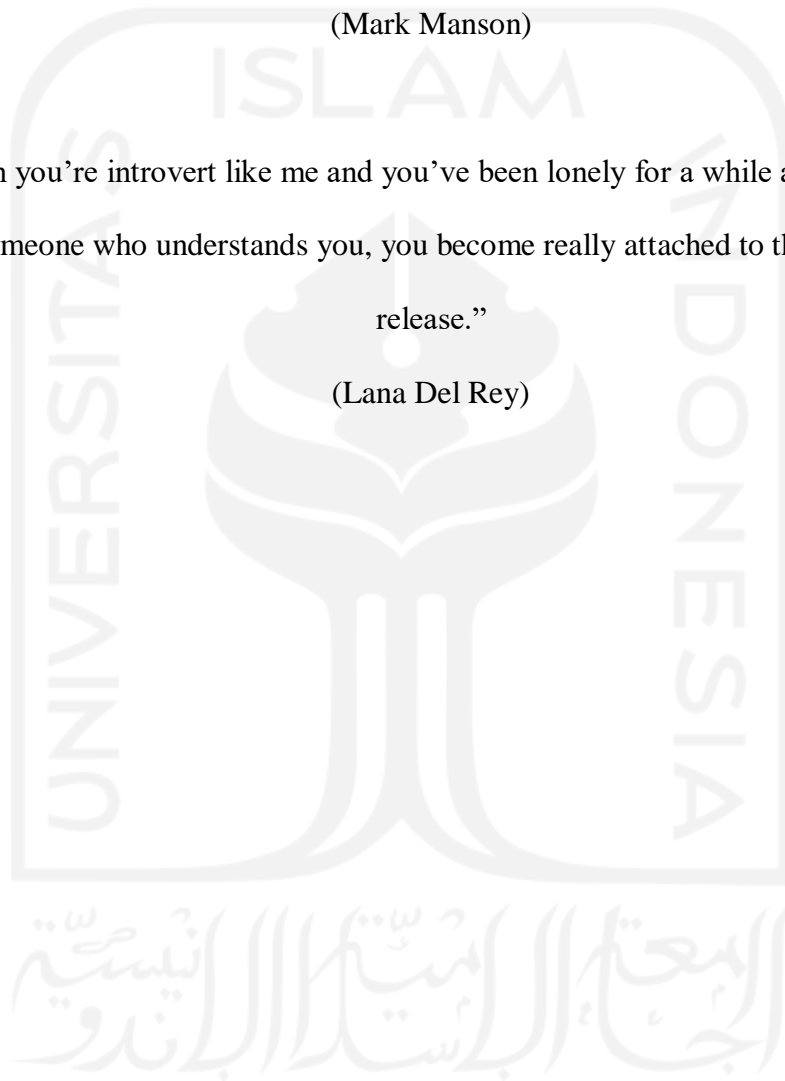 (Mark Manson)
ISLAM
n you’re introvert like me and you’ve been lonely for a while a
meone who understands you, you become really attached to th
release.”
(Lana Del Rey)
UNIVERSITAS
NDONESIA